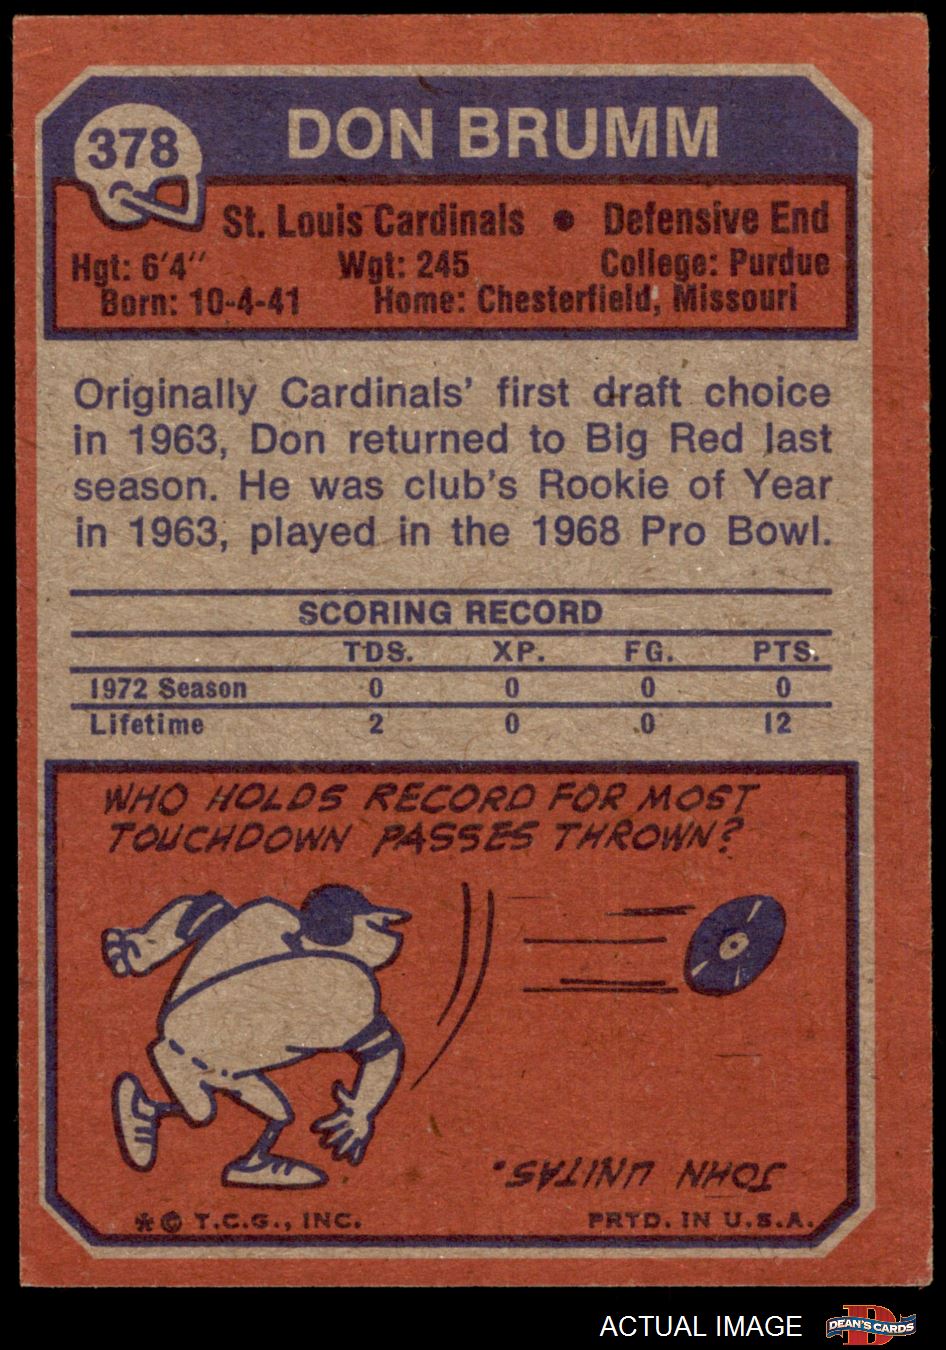 378
DON BRUMM
St. Louis Cardinals • Defensive End
Hgt: 6'4" Wgt: 245 College: Purdue
Born: 10-4-41 Home: Chesterfield, Missouri
Originally Cardinals' first draft choice
in 1963, Don returned to Big Red last
season. He was club's Rookie of Year
in 1963, played in the 1968 Pro Bowl.
SCORING RECORD
TDS. XP. FG. PTS.
1972 Season 0 0 0 0
Lifetime 2 0 0 12
WHO HOLDS RECORD FOR MOST
TOUCHDOWN PASSES THROWN?
JOHN UNITAS.
*© T.C.G., INC. PRTD. IN U.S.A.
ACTUAL IMAGE
D
DEAN'S CARDS